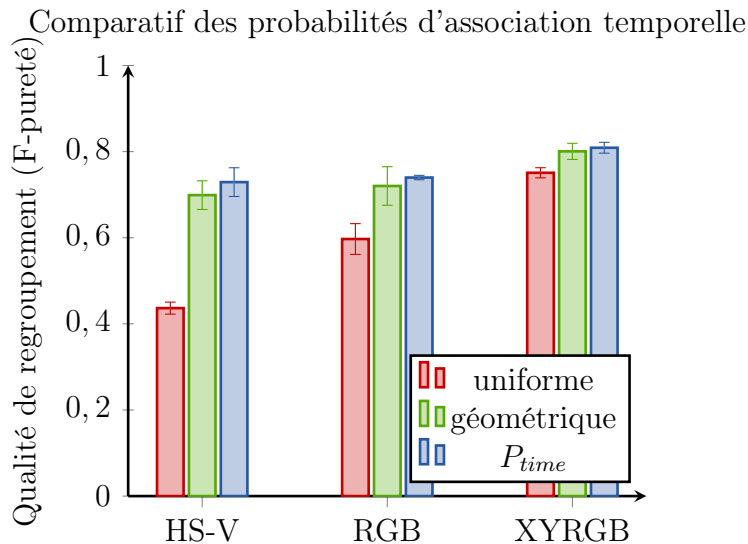 Comparatif des probabilités d'association temporelle
Qualité de regroupement (F-pureté)
1
0, 8
0, 6
0, 4
0, 2
0
HS-V
RGB
XYRGB
uniforme
géométrique
P_time